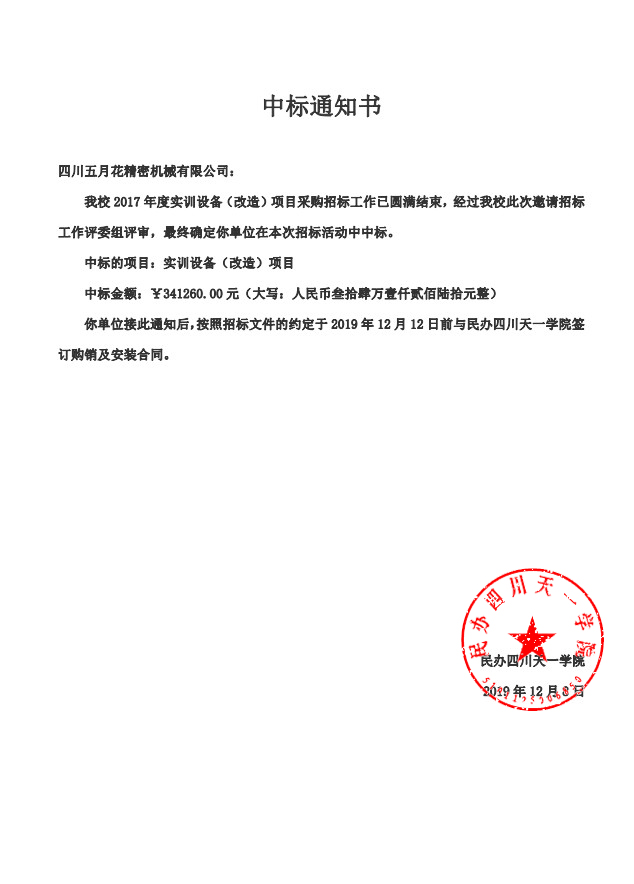 中标通知书
四川五月花精密机械有限公司：
我校 2017 年度实训设备（改造）项目采购招标工作已圆满结束，经过我校此次邀请招标
工作评委组评审，最终确定你单位在本次招标活动中中标。
中标的项目：实训设备（改造）项目
中标金额：￥341260.00 元（大写：人民币叁拾肆万壹仟贰佰陆拾元整）
你单位接此通知后，按照招标文件的约定于 2019 年 12 月 12 日前与民办四川天一学院签
订购销及安装合同。
民办四川天一学院
民办四川天一学院
2019 年 12 月 8 日